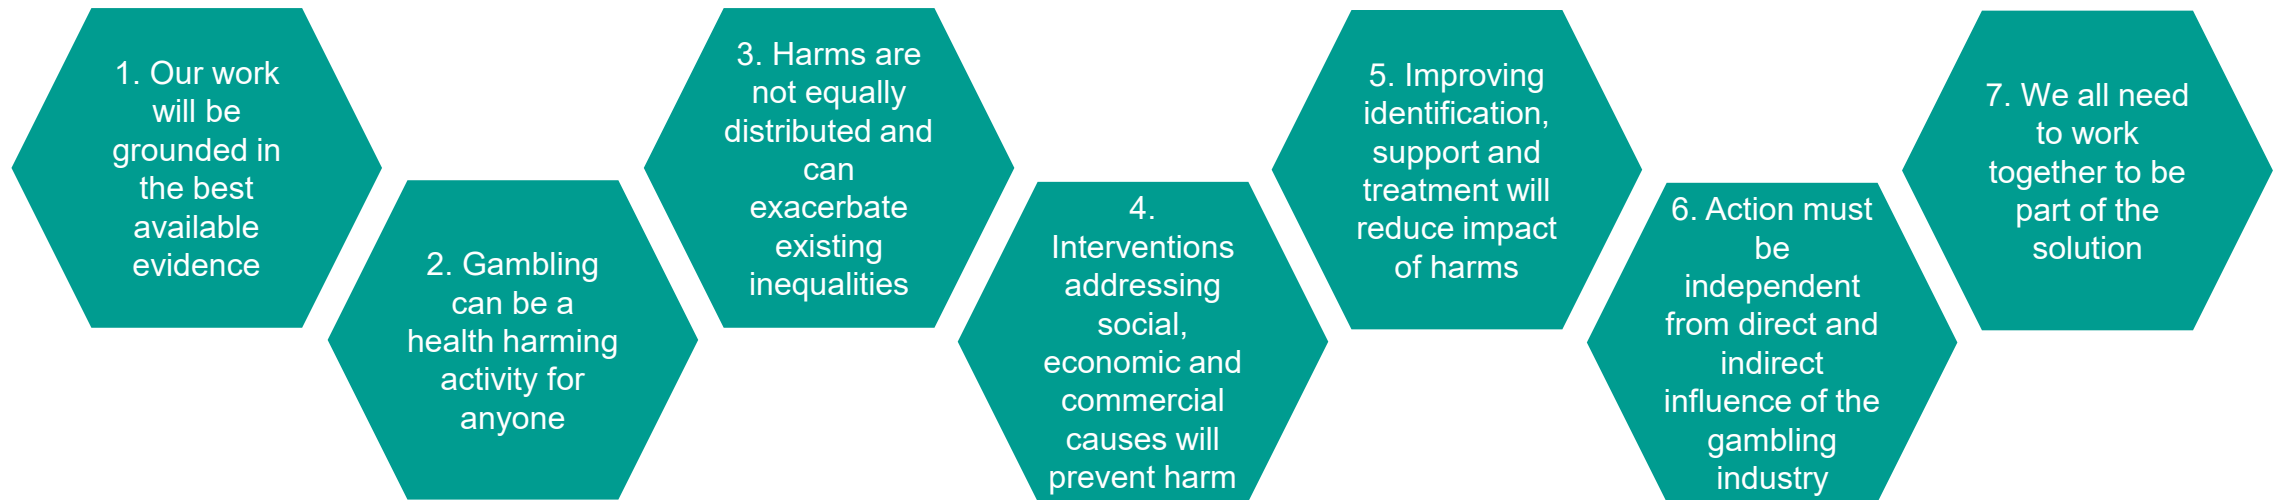 1. Our work
will be
grounded in
the best
available
evidence
2. Gambling
can be a
health harming
activity for
anyone
3. Harms are
not equally
distributed and
can
exacerbate
existing
inequalities
4.
Interventions
addressing
social,
economic and
commercial
causes will
prevent harm
5. Improving
identification,
support and
treatment will
reduce impact
of harms
6. Action must
be
independent
from direct and
indirect
influence of the
gambling
industry
7. We all need
to work
together to be
part of the
solution